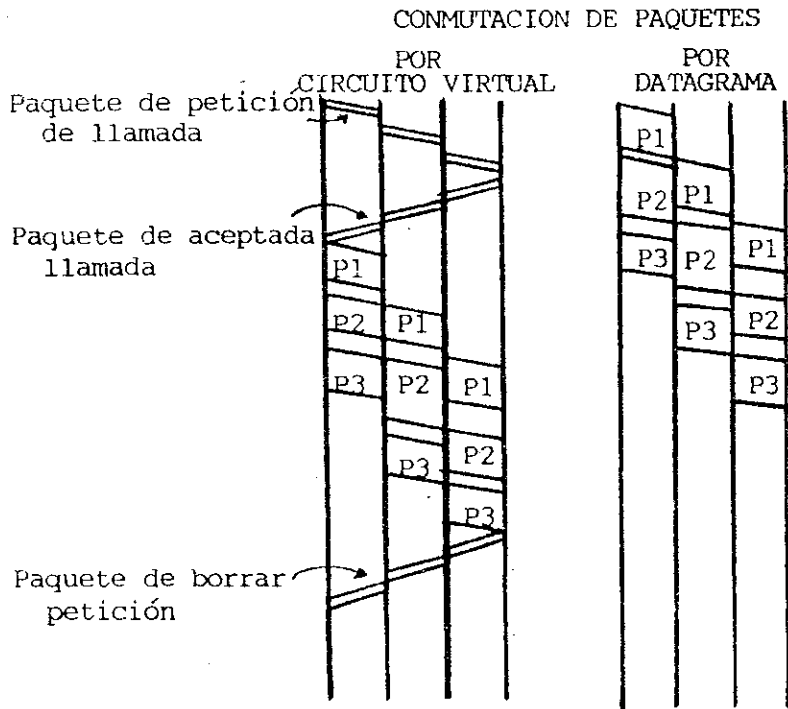 CONMUTACION DE PAQUETES
POR
CIRCUITO VIRTUAL
POR
DATAGRAMA
Paquete de petición
de llamada
Paquete de aceptada
llamada
P1
P2 P1
P3 P2 P1
P3 P2
P3
Paquete de borrar
petición
P1
P2 P1
P3 P2 P1
P3 P2
P3